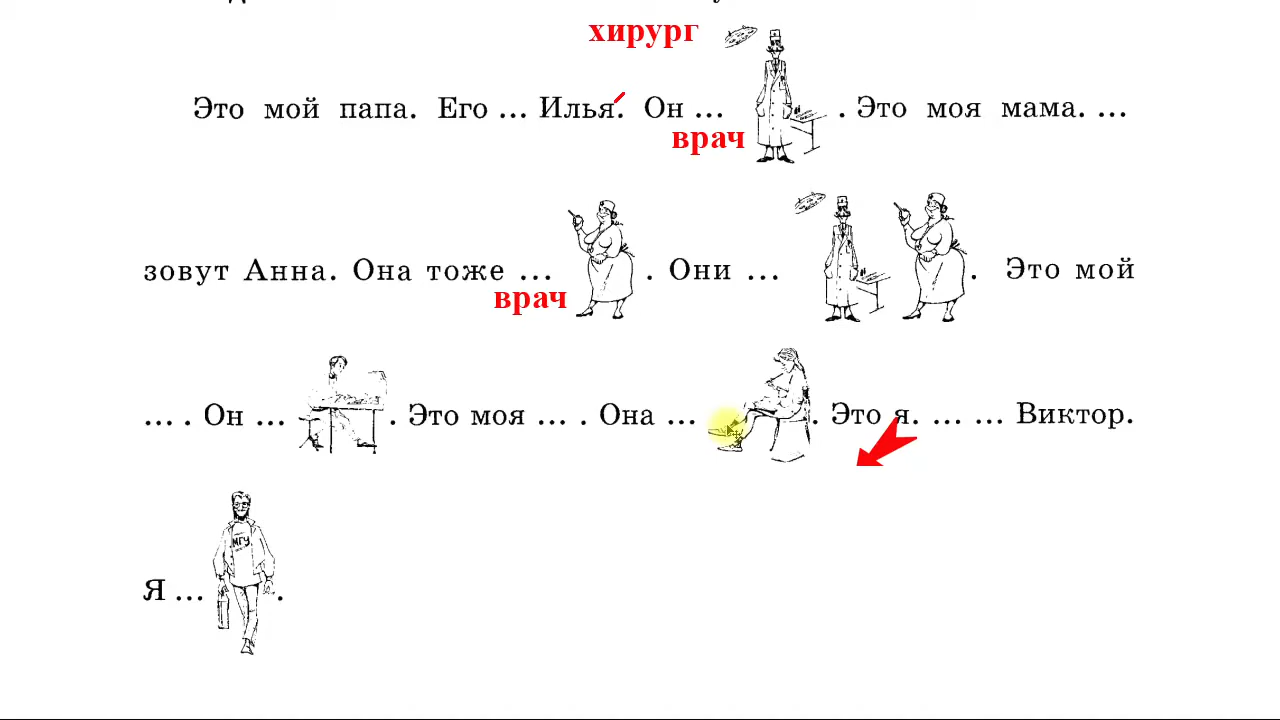 хирург
Это мой папа. Его ... Илья. Он ... . Это моя мама. ...
врач
зовут Анна. Она тоже ... . Они ... . Это мой
врач
... . Он ... . Это моя ... . Она ... . Это я. ... ... Виктор.
МГУ
Я ... .